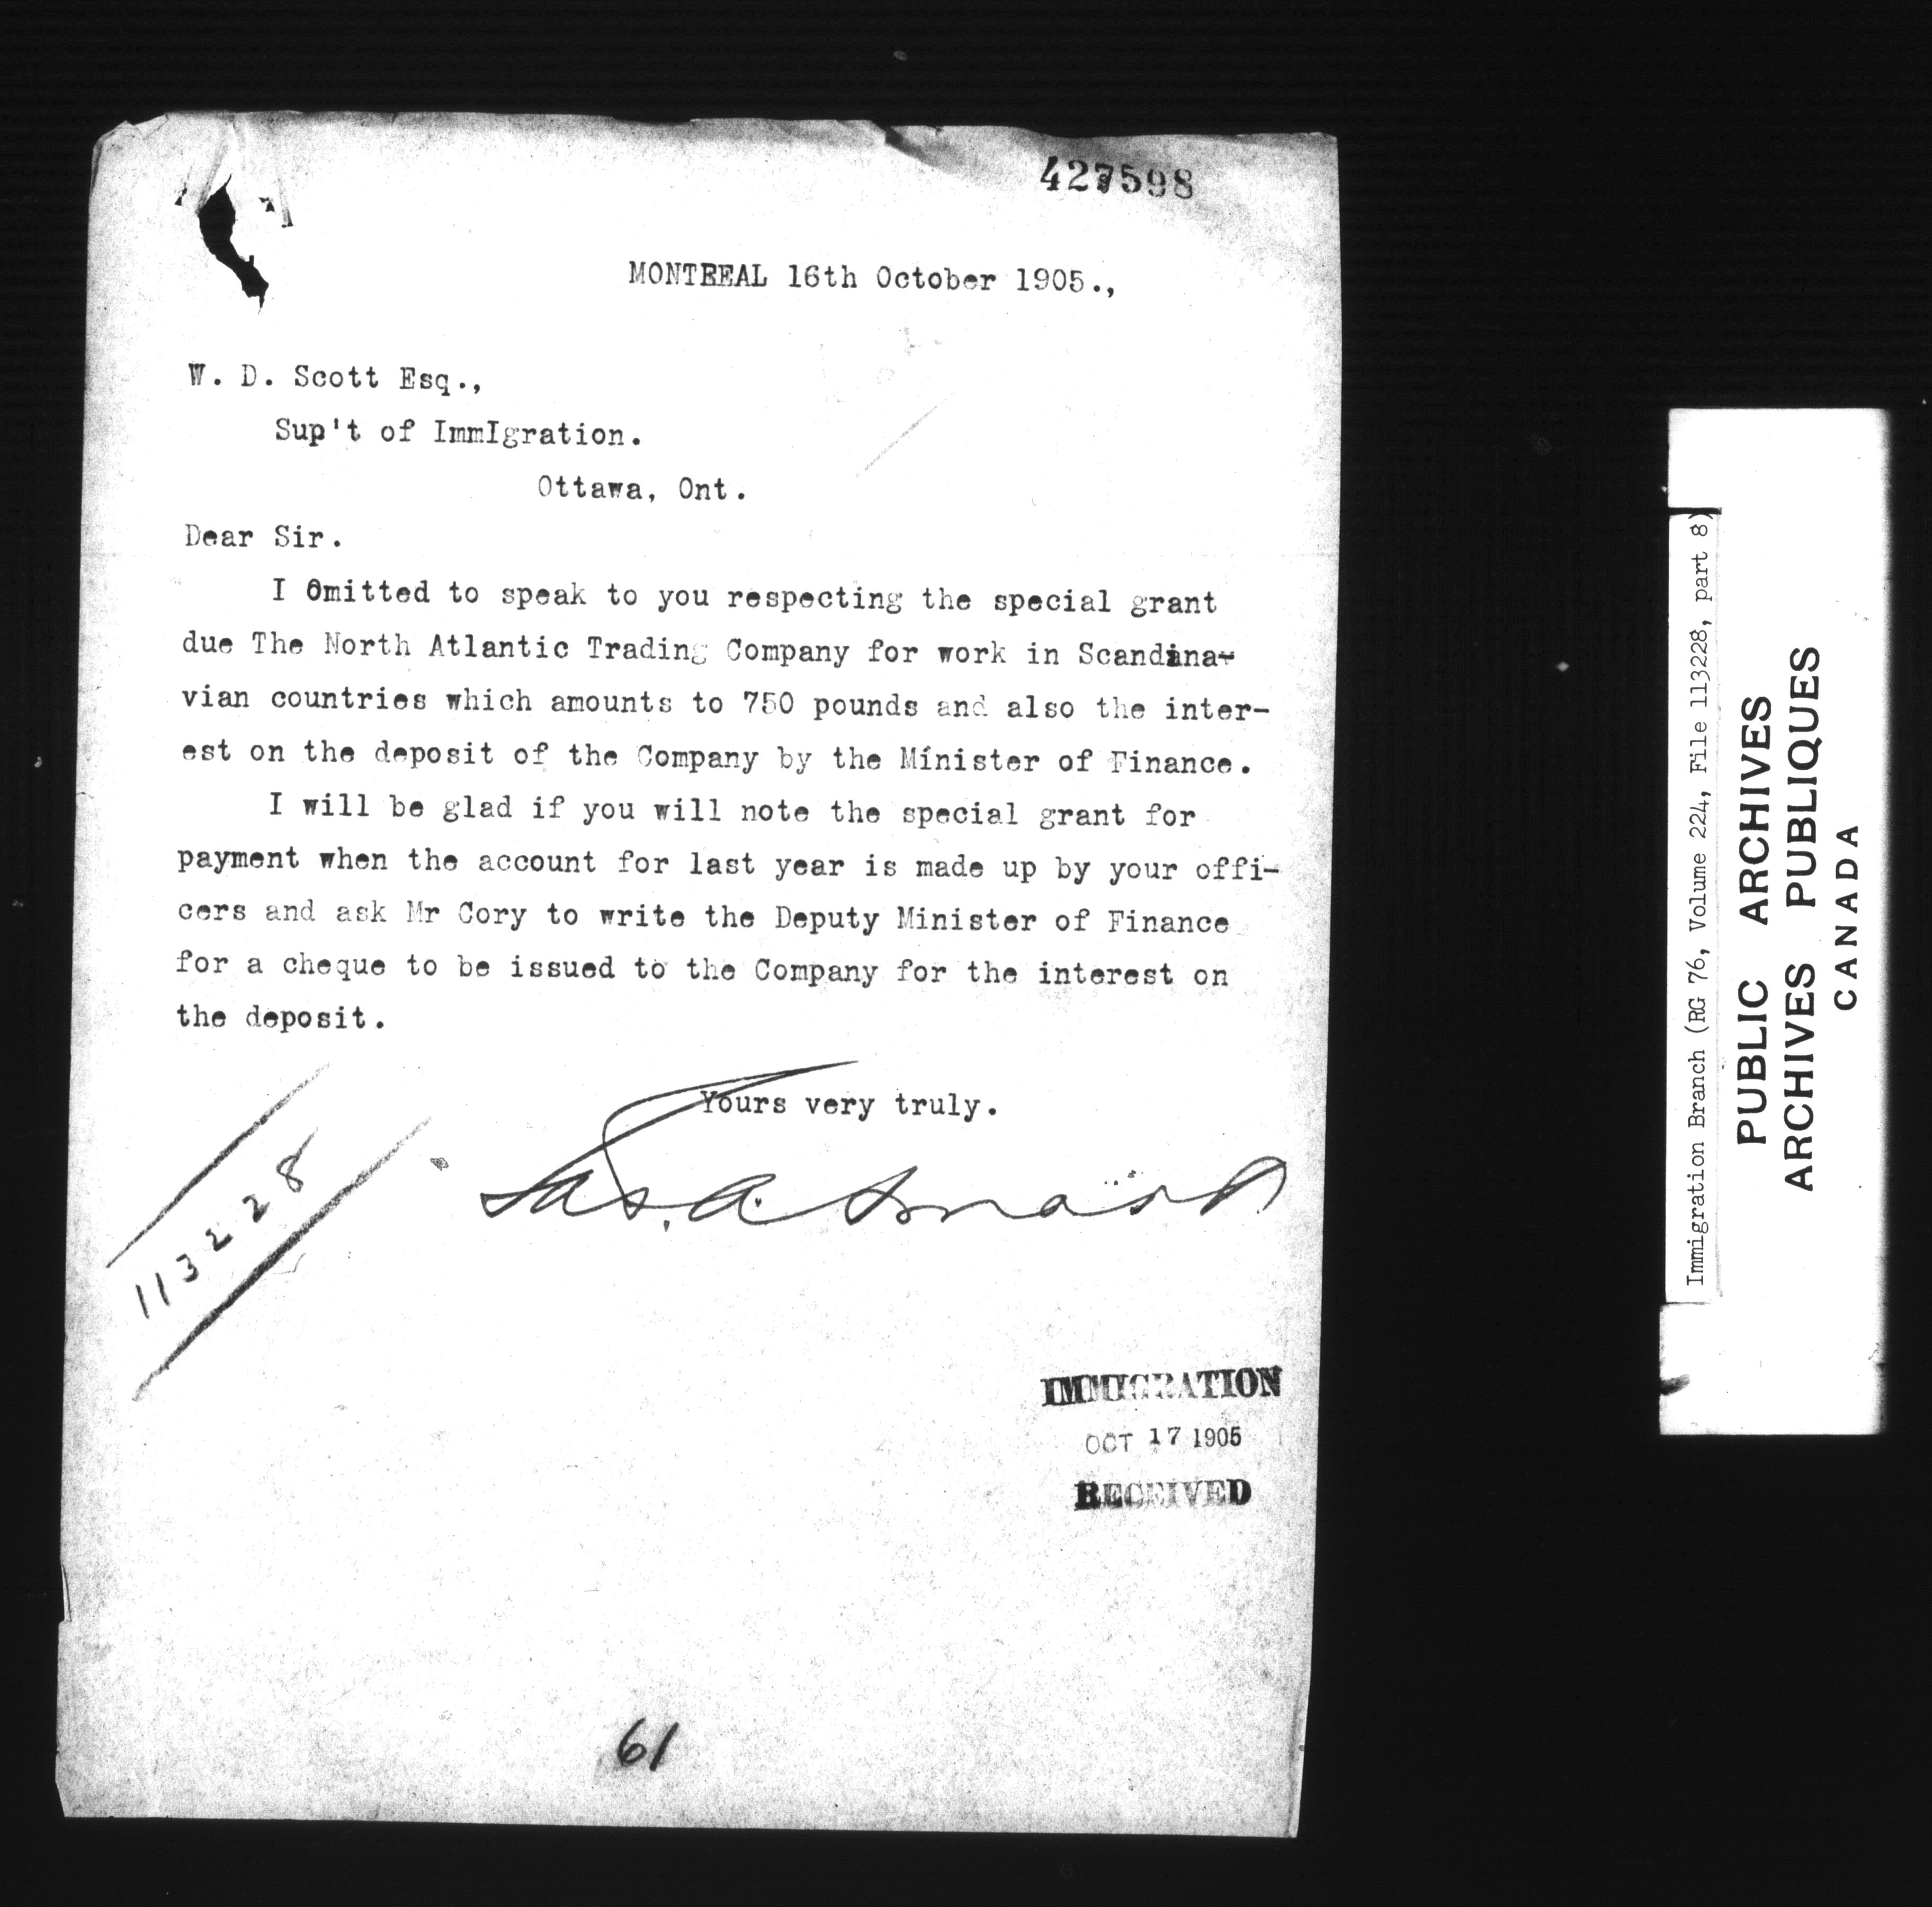 427598
MONTREAL 16th October 1905.,
W. D. Scott Esq.,
Sup't of ImmIgration.
Ottawa, Ont.
Dear Sir.
I Omitted to speak to you respecting the special grant
due The North Atlantic Trading Company for work in Scandina-
vian countries which amounts to 750 pounds and also the inter-
est on the deposit of the Company by the Minister of Finance.
I will be glad if you will note the special grant for
payment when the account for last year is made up by your offi-
cers and ask Mr Cory to write the Deputy Minister of Finance
for a cheque to be issued to the Company for the interest on
the deposit.
Yours very truly.
Jas. A. Smart
113228
IMMIGRATION
OCT 17 1905
RECEIVED
61
Immigration Branch (RG 76, Volume 224, File 113228, part 8)
PUBLIC ARCHIVES
ARCHIVES PUBLIQUES
CANADA